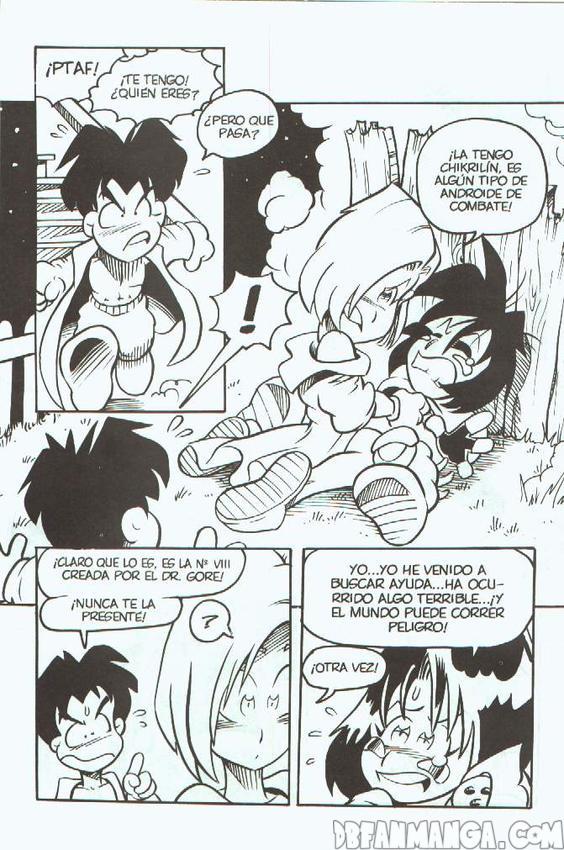 ¡PTAF!
¡TE TENGO!
¿QUIEN ERES?
¿PERO QUE
PASA?
¡LA TENGO
CHIKRILÍN, ES
ALGÚN TIPO DE
ANDROIDE DE
COMBATE!
!
¡CLARO QUE LO ES, ES LA Nº VIII
CREADA POR EL DR. GORE!
¡NUNCA TE LA
PRESENTE!
?
YO...YO HE VENIDO A
BUSCAR AYUDA...HA OCU-
RRIDO ALGO TERRIBLE...¡Y
EL MUNDO PUEDE CORRER
PELIGRO!
¡OTRA VEZ!
DBFANMANGA.COM